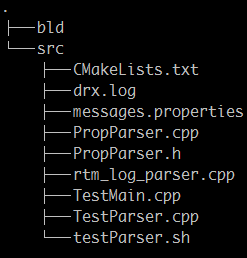 .
├──bld
└──src
├──CMakeLists.txt
├──drx.log
├──messages.properties
├──PropParser.cpp
├──PropParser.h
├──rtm_log_parser.cpp
├──TestMain.cpp
├──TestParser.cpp
└──testParser.sh